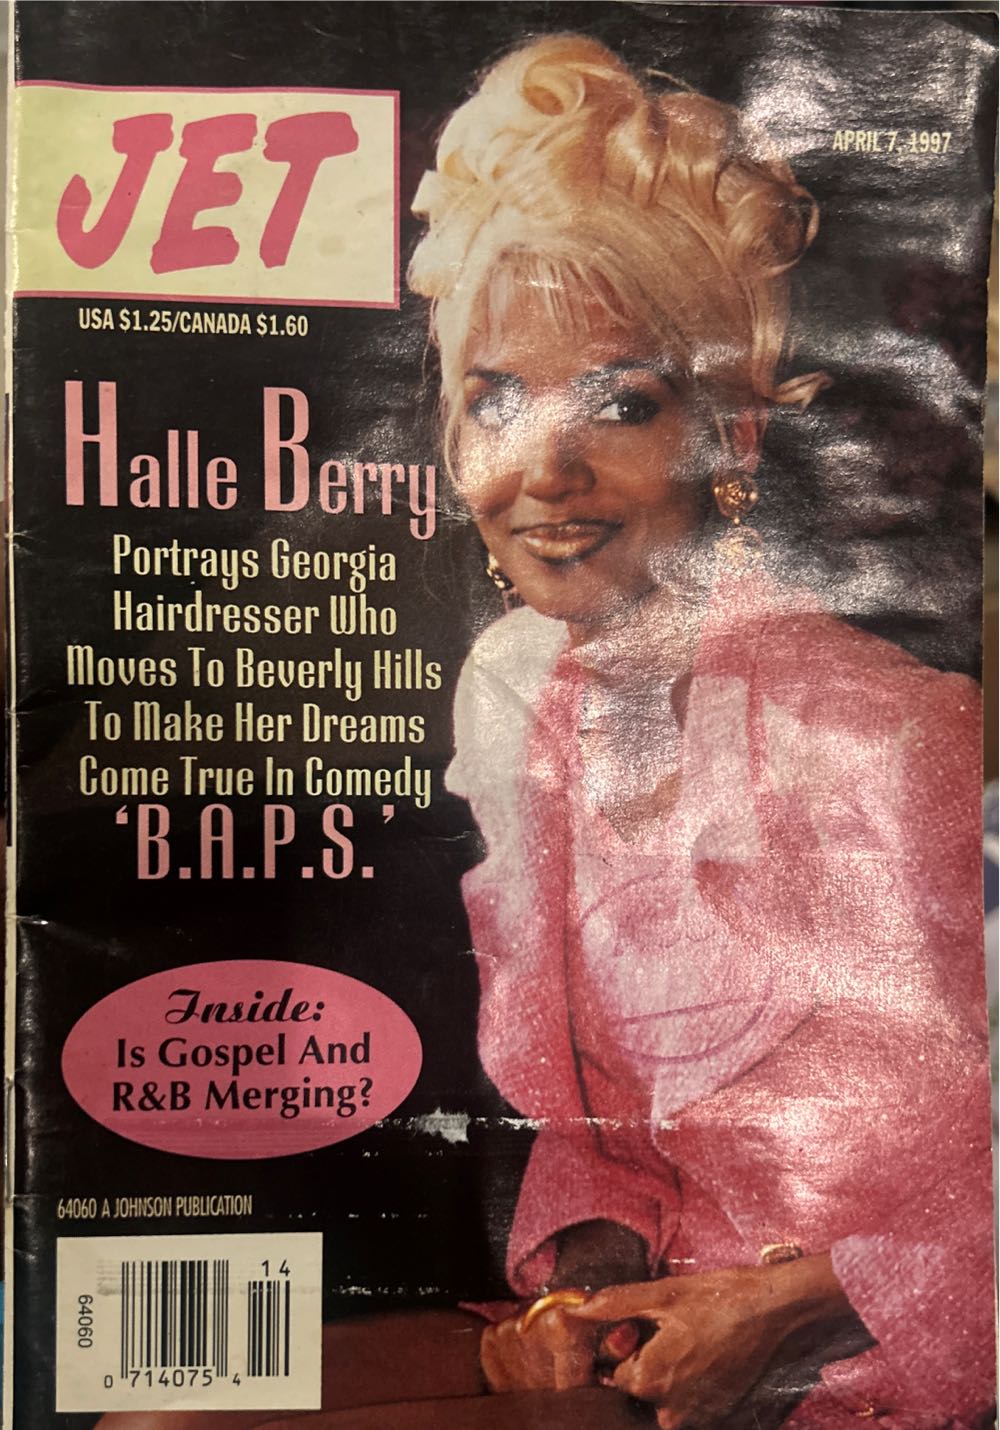 JET
APRIL 7, 1997
USA $1.25/CANADA $1.60
Halle Berry
Portrays Georgia
Hairdresser Who
Moves To Beverly Hills
To Make Her Dreams
Come True In Comedy
‘B.A.P.S.’
Inside:
Is Gospel And
R&B Merging?
64060 A JOHNSON PUBLICATION
14
64060
0 714075 4
JET